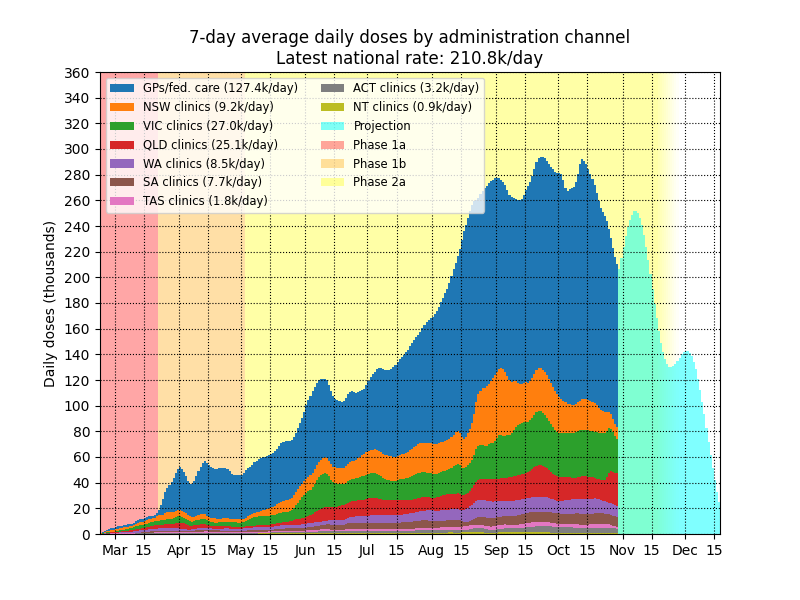 7-day average daily doses by administration channel
Latest national rate: 210.8k/day
Daily doses (thousands)
360
340
320
300
280
260
240
220
200
180
160
140
120
100
80
60
40
20
0
GPs/fed. care (127.4k/day)
NSW clinics (9.2k/day)
VIC clinics (27.0k/day)
QLD clinics (25.1k/day)
WA clinics (8.5k/day)
SA clinics (7.7k/day)
TAS clinics (1.8k/day)
ACT clinics (3.2k/day)
NT clinics (0.9k/day)
Projection
Phase 1a
Phase 1b
Phase 2a
Mar 15 Apr 15 May 15 Jun 15 Jul 15 Aug 15 Sep 15 Oct 15 Nov 15 Dec 15